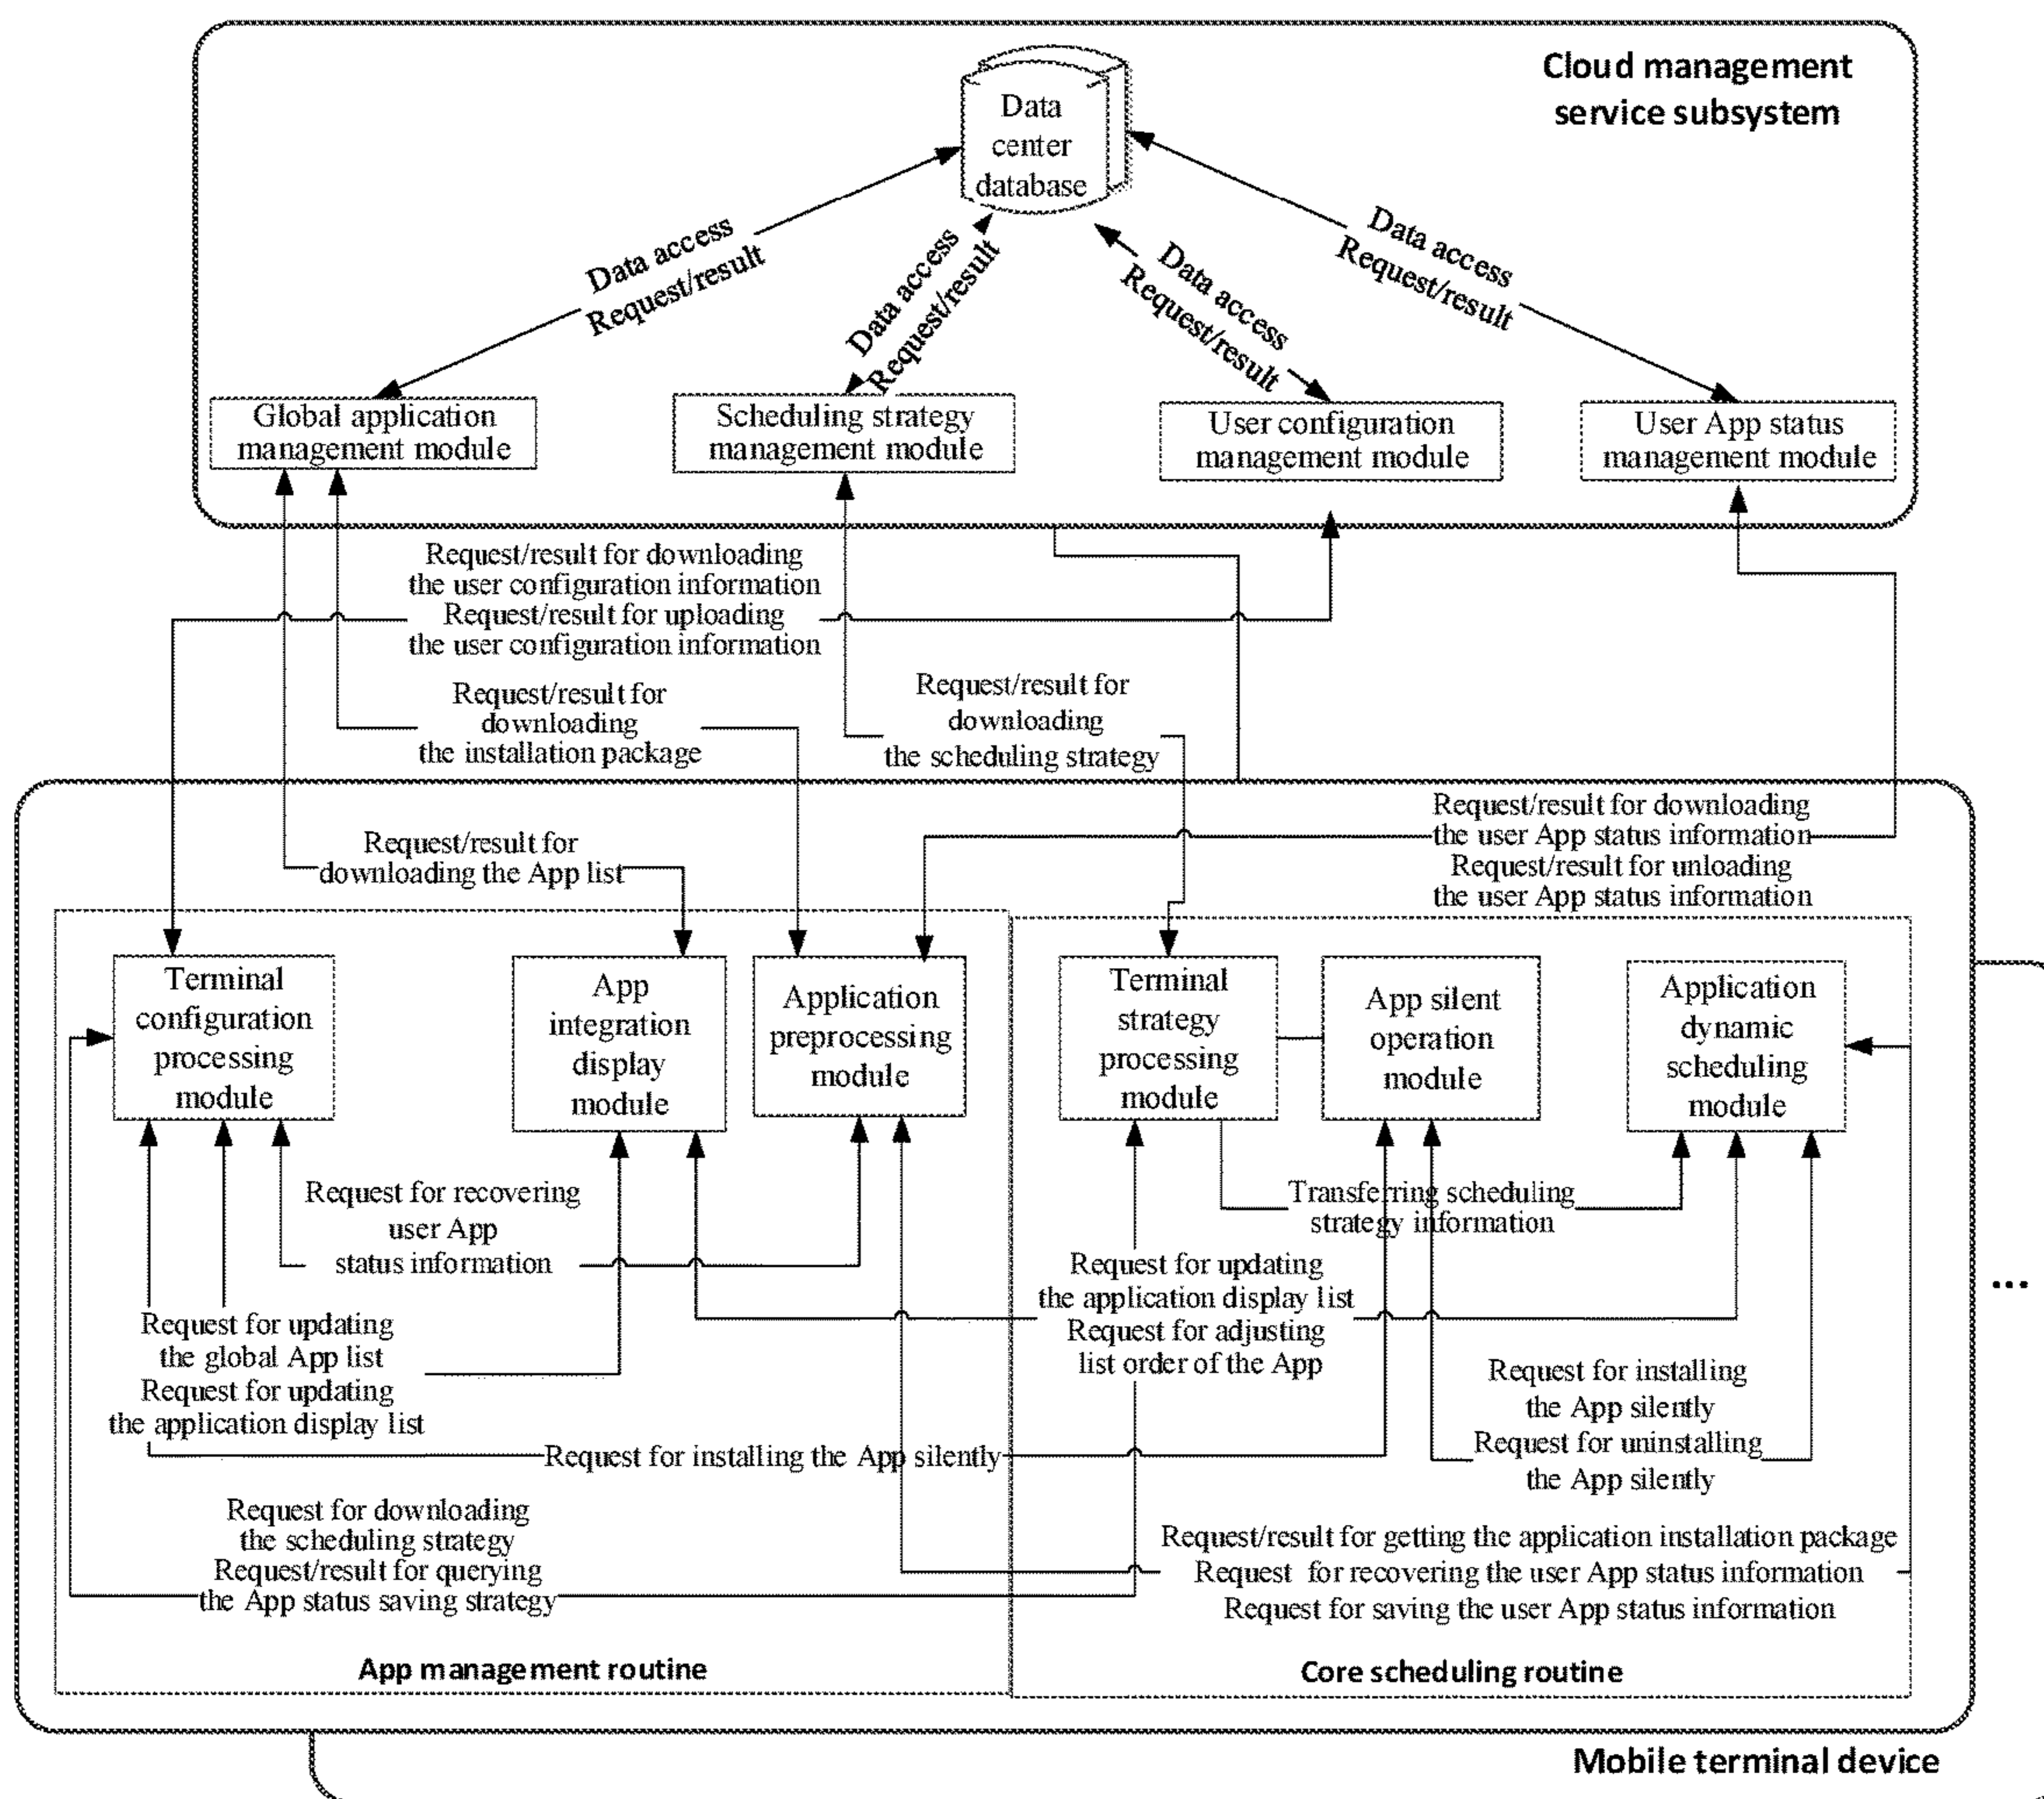 Cloud management
service subsystem
Data
center
database
Data access
Request/result
Data access
Request/result
Data access
Request/result
Data access
Request/result
Global application
management module
Scheduling strategy
management module
User configuration
management module
User App status
management module
Request/result for downloading
the user configuration information
Request/result for uploading
the user configuration information
Request/result for
downloading
the installation package
Request/result for
downloading
the scheduling strategy
Request/result for downloading
the user App status information
Request/result for unloading
the user App status information
Request/result for
downloading the App list
Terminal
configuration
processing
module
App
integration
display
module
Application
preprocessing
module
Terminal
strategy
processing
module
App silent
operation
module
Application
dynamic
scheduling
module
Request for recovering
user App
status information
Transferring scheduling
strategy information
Request for updating
the application display list
Request for adjusting
list order of the App
...
Request for updating
the global App list
Request for updating
the application display list
Request for installing
the App silently
Request for uninstalling
the App silently
Request for installing the App silently
Request for downloading
the scheduling strategy
Request/result for querying
the App status saving strategy
Request/result for getting the application installation package
Request for recovering the user App status information
Request for saving the user App status information
App management routine
Core scheduling routine
Mobile terminal device